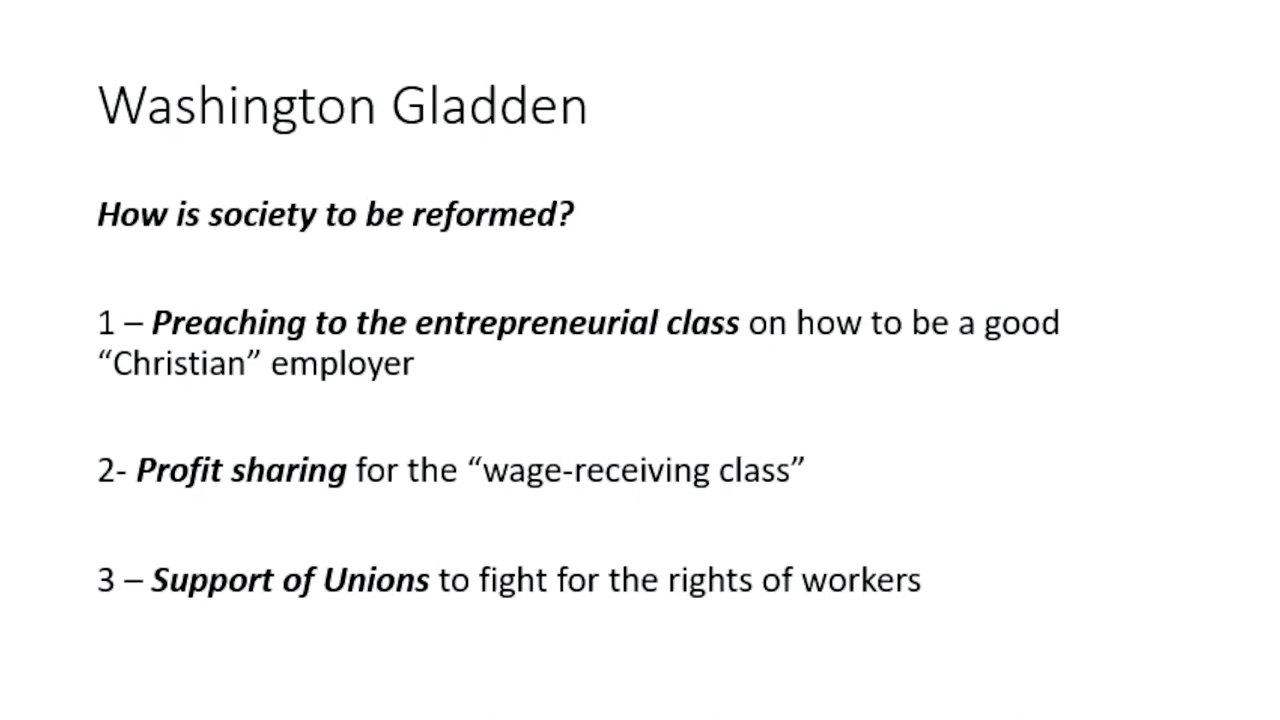 Washington Gladden
How is society to be reformed?
1 – Preaching to the entrepreneurial class on how to be a good
“Christian” employer
2- Profit sharing for the “wage-receiving class”
3 – Support of Unions to fight for the rights of workers